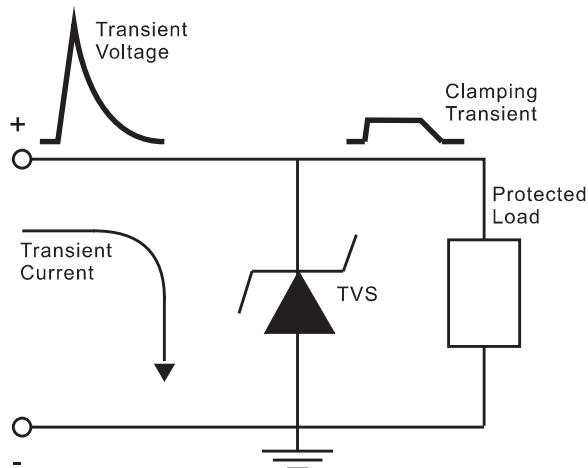 Transient
Voltage
Clamping
Transient
+
Protected
Load
Transient
Current
TVS
-